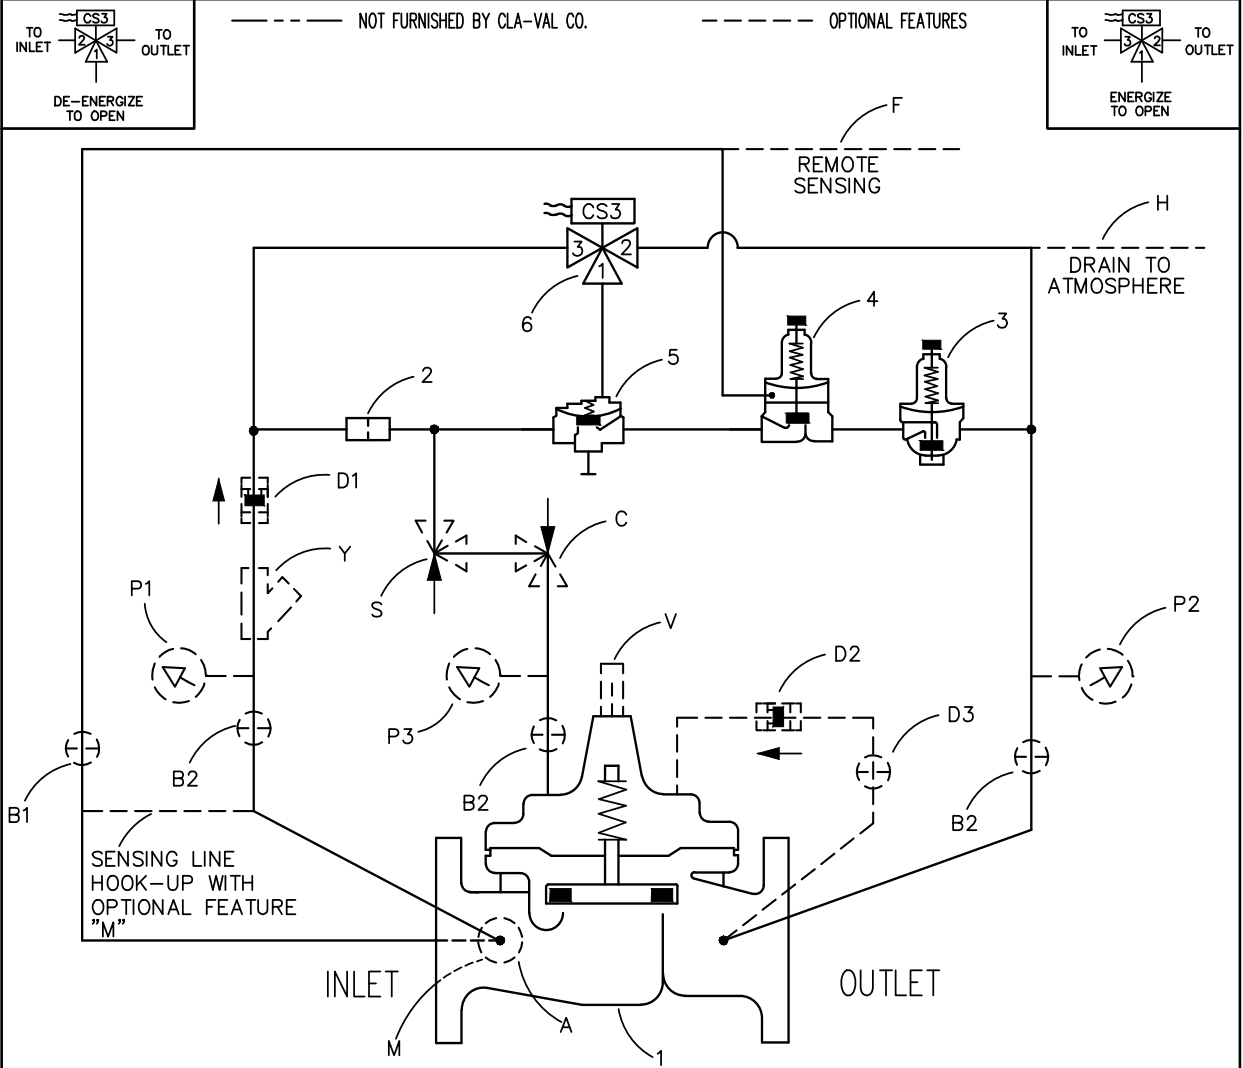 CS3
TO INLET
2
3
1
TO OUTLET
DE-ENERGIZE
TO OPEN
NOT FURNISHED BY CLA-VAL CO.
OPTIONAL FEATURES
CS3
TO INLET
3
2
1
TO OUTLET
ENERGIZE
TO OPEN
F
REMOTE
SENSING
H
DRAIN TO
ATMOSPHERE
CS3
3
2
1
6
4
3
5
2
D1
C
Y
S
P1
V
P2
D2
D3
P3
B2
B2
B1
B2
SENSING LINE
HOOK-UP WITH
OPTIONAL FEATURE
"M"
INLET
OUTLET
A
M
1